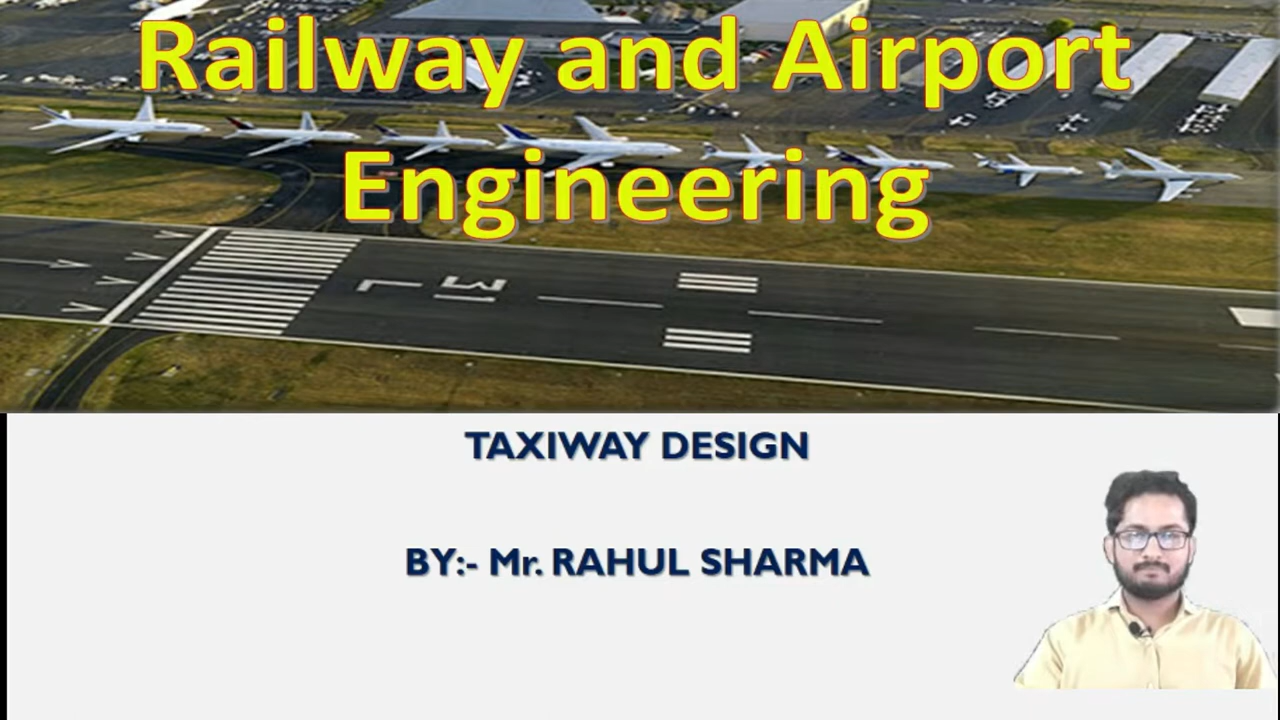 Railway and Airport
Engineering
TAXIWAY DESIGN
BY:- Mr. RAHUL SHARMA